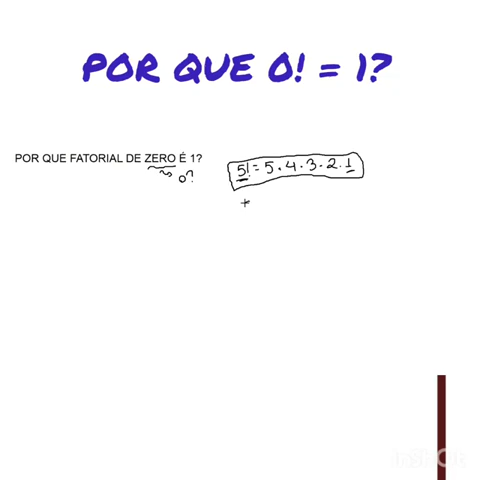 POR QUE 0! = 1?
POR QUE FATORIAL DE ZERO É 1?
5! = 5 . 4 . 3 . 2 . 1
0?